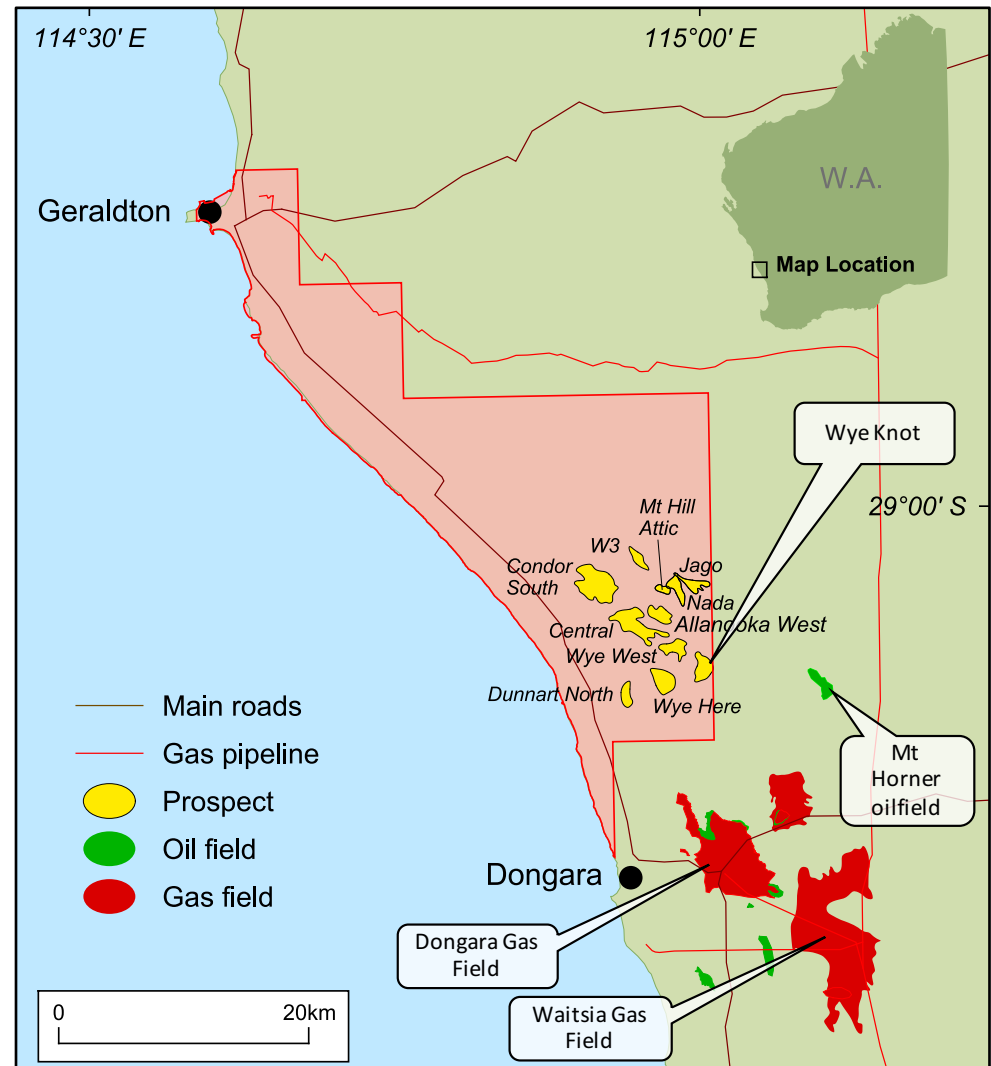 114°30' E
115°00' E
W.A.
Geraldton
Map Location
Wye Knot
29°00' S
Mt Hill
Attic
W3
Condor
South
Jago
Nada
Allanooka West
Central
Wye West
Dunnart North
Wye Here
Main roads
Gas pipeline
Prospect
Oil field
Gas field
Mt
Horner
oilfield
Dongara
Dongara Gas
Field
Waitsia Gas
Field
0
20km